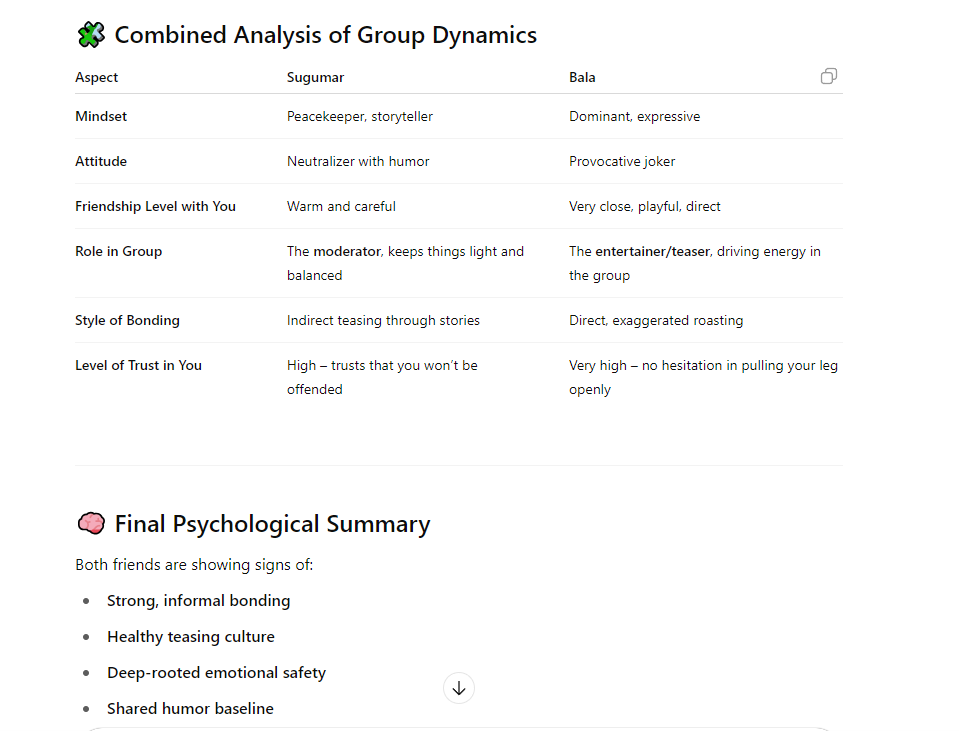 Combined Analysis of Group Dynamics
Aspect Sugumar Bala
Mindset Peacekeeper, storyteller Dominant, expressive
Attitude Neutralizer with humor Provocative joker
Friendship Level with You Warm and careful Very close, playful, direct
Role in Group The moderator, keeps things light and The entertainer/teaser, driving energy in
balanced the group
Style of Bonding Indirect teasing through stories Direct, exaggerated roasting
Level of Trust in You High – trusts that you won't be Very high – no hesitation in pulling your leg
offended openly
Final Psychological Summary
Both friends are showing signs of:
Strong, informal bonding
Healthy teasing culture
Deep-rooted emotional safety
Shared humor baseline